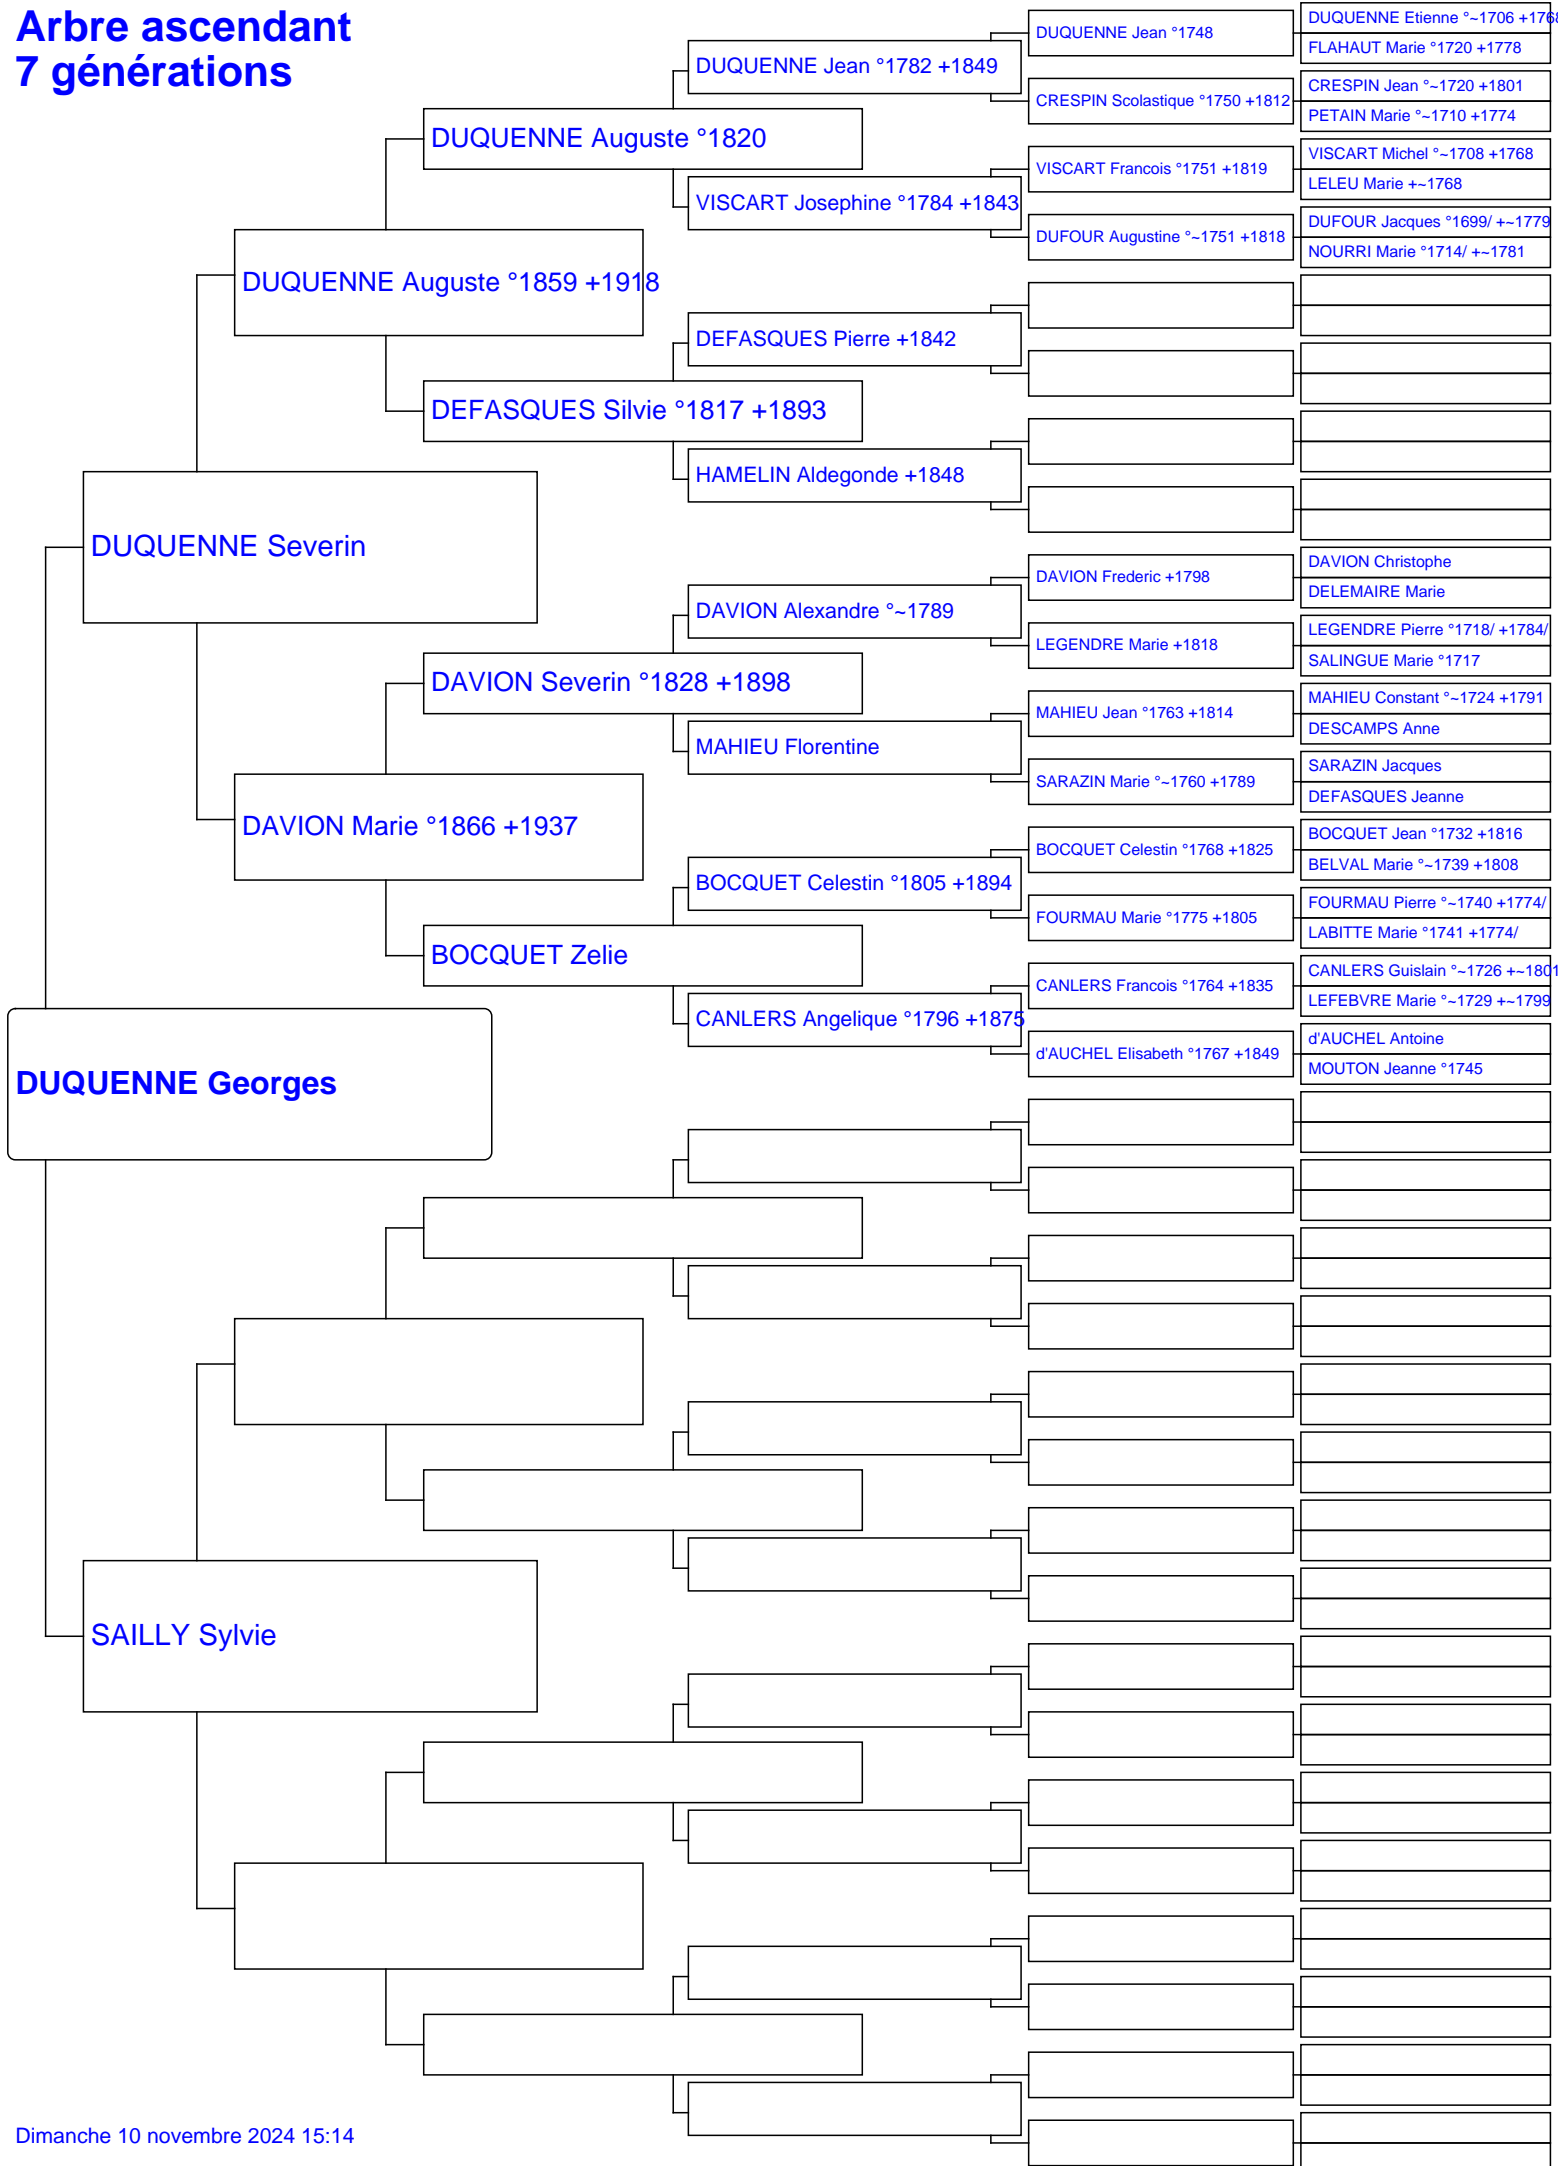 Arbre ascendant
7 générations
DUQUENNE Georges
DUQUENNE Severin
SAILLY Sylvie
DUQUENNE Auguste °1859 +1918
DAVION Marie °1866 +1937
DUQUENNE Auguste °1820
DEFASQUES Silvie °1817 +1893
DAVION Severin °1828 +1898
BOCQUET Zelie
DUQUENNE Jean °1782 +1849
VISCART Josephine °1784 +1843
DEFASQUES Pierre +1842
HAMELIN Aldegonde +1848
DAVION Alexandre °~1789
MAHIEU Florentine
BOCQUET Celestin °1805 +1894
CANLERS Angelique °1796 +1875
DUQUENNE Jean °1748
CRESPIN Scolastique °1750 +1812
VISCART Francois °1751 +1819
DUFOUR Augustine °~1751 +1818
DAVION Frederic +1798
LEGENDRE Marie +1818
MAHIEU Jean °1763 +1814
SARAZIN Marie °~1760 +1789
BOCQUET Celestin °1768 +1825
FOURMAU Marie °1775 +1805
CANLERS Francois °1764 +1835
d'AUCHEL Elisabeth °1767 +1849
DUQUENNE Etienne °~1706 +1768
FLAHAUT Marie °1720 +1778
CRESPIN Jean °~1720 +1801
PETAIN Marie °~1710 +1774
VISCART Michel °~1708 +1768
LELEU Marie +~1768
DUFOUR Jacques °1699/ +~1779
NOURRI Marie °1714/ +~1781
DAVION Christophe
DELEMAIRE Marie
LEGENDRE Pierre °1718/ +1784/
SALINGUE Marie °1717
MAHIEU Constant °~1724 +1791
DESCAMPS Anne
SARAZIN Jacques
DEFASQUES Jeanne
BOCQUET Jean °1732 +1816
BELVAL Marie °~1739 +1808
FOURMAU Pierre °~1740 +1774/
LABITTE Marie °1741 +1774/
CANLERS Guislain °~1726 +~1801
LEFEBVRE Marie °~1729 +~1799
d'AUCHEL Antoine
MOUTON Jeanne °1745
Dimanche 10 novembre 2024 15:14